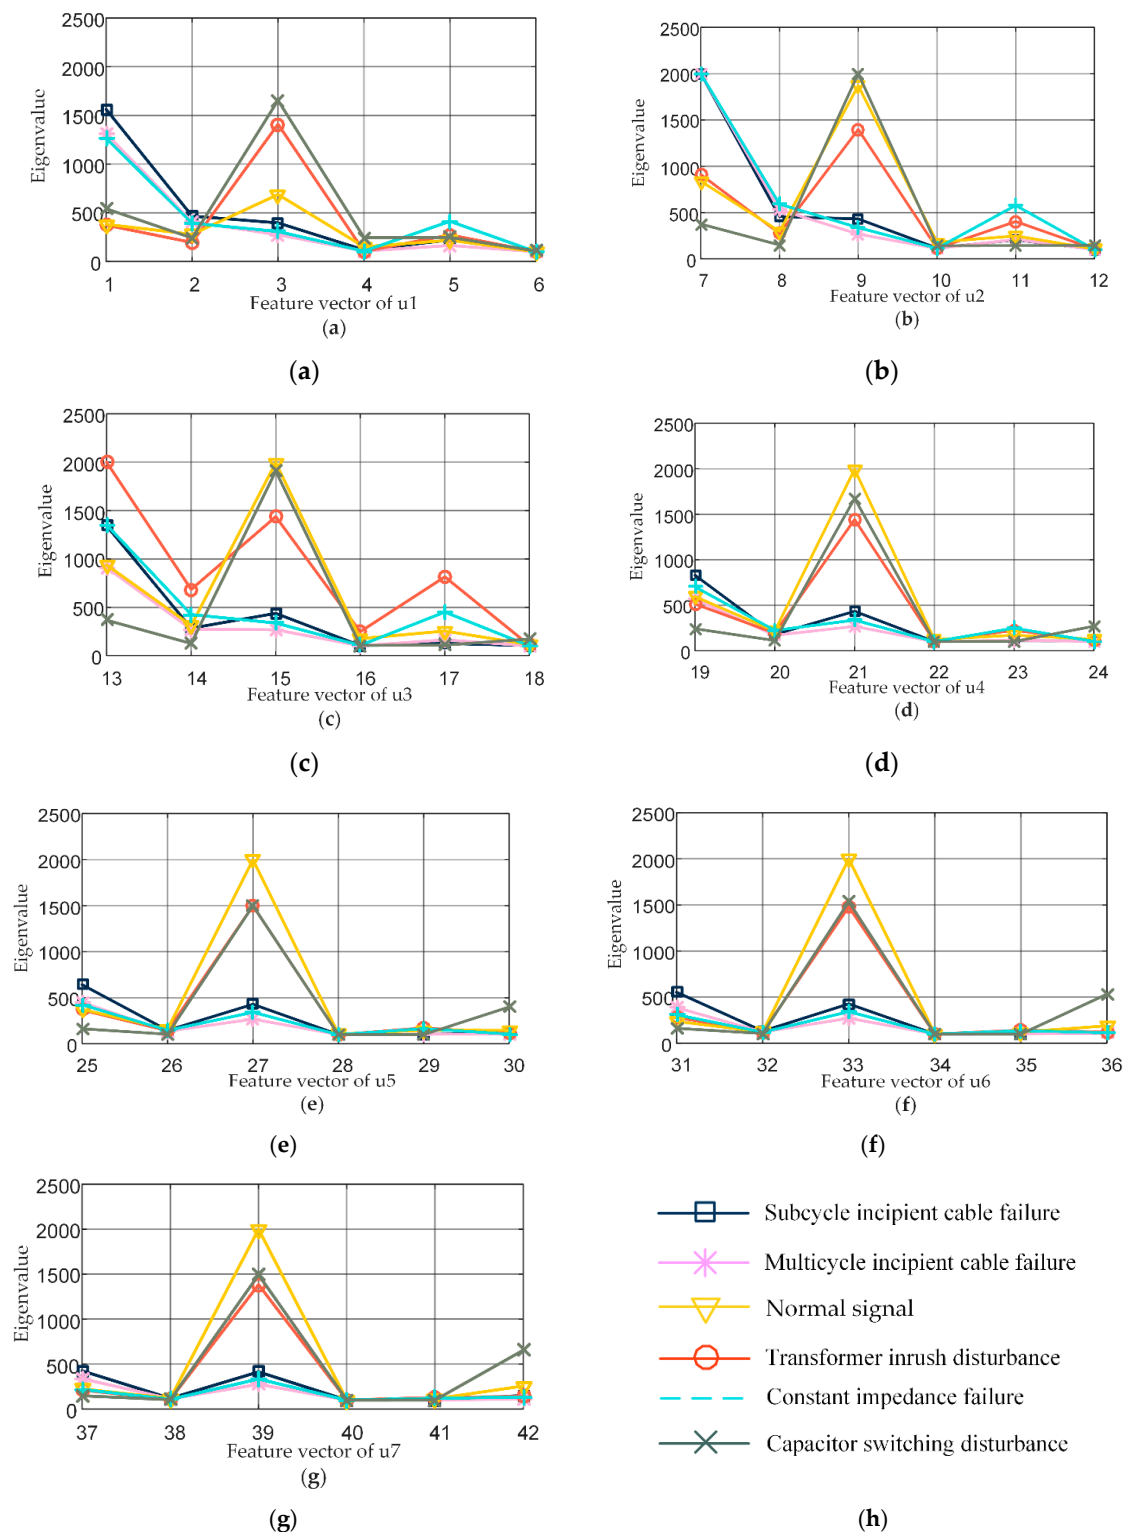 2500
2000
1500
1000
500
0
Eigenvalue
1 2 3 4 5 6
Feature vector of u1
(a)
(a)
2500
2000
1500
1000
500
0
Eigenvalue
7 8 9 10 11 12
Feature vector of u2
(b)
(b)
2500
2000
1500
1000
500
0
Eigenvalue
13 14 15 16 17 18
Feature vector of u3
(c)
(c)
2500
2000
1500
1000
500
0
Eigenvalue
19 20 21 22 23 24
Feature vector of u4
(d)
(d)
2500
2000
1500
1000
500
0
Eigenvalue
25 26 27 28 29 30
Feature vector of u5
(e)
(e)
2500
2000
1500
1000
500
0
Eigenvalue
31 32 33 34 35 36
Feature vector of u6
(f)
(f)
2500
2000
1500
1000
500
0
Eigenvalue
37 38 39 40 41 42
Feature vector of u7
(g)
(g)
Subcycle incipient cable failure
Multicycle incipient cable failure
Normal signal
Transformer inrush disturbance
Constant impedance failure
Capacitor switching disturbance
(h)